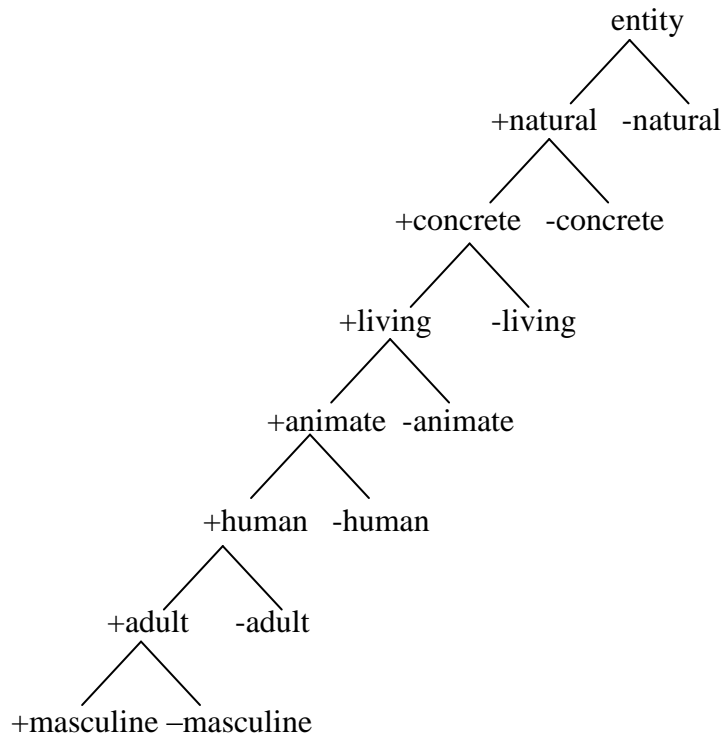 entity
+natural -natural
+concrete -concrete
+living -living
+animate -animate
+human -human
+adult -adult
+masculine –masculine